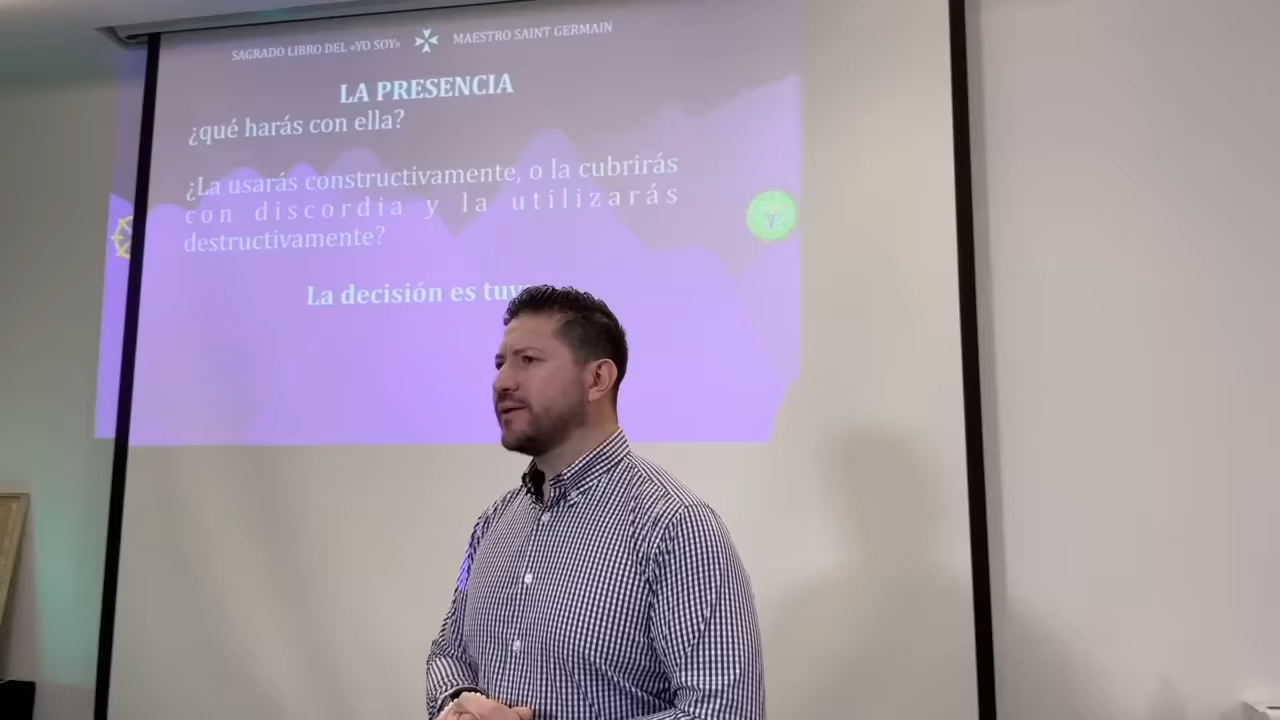 SAGRADO LIBRO DEL «YO SOY» MAESTRO SAINT GERMAIN
LA PRESENCIA
¿qué harás con ella?
¿La usarás constructivamente, o la cubrirás
con discordia y la utilizarás
destructivamente?
La decisión es